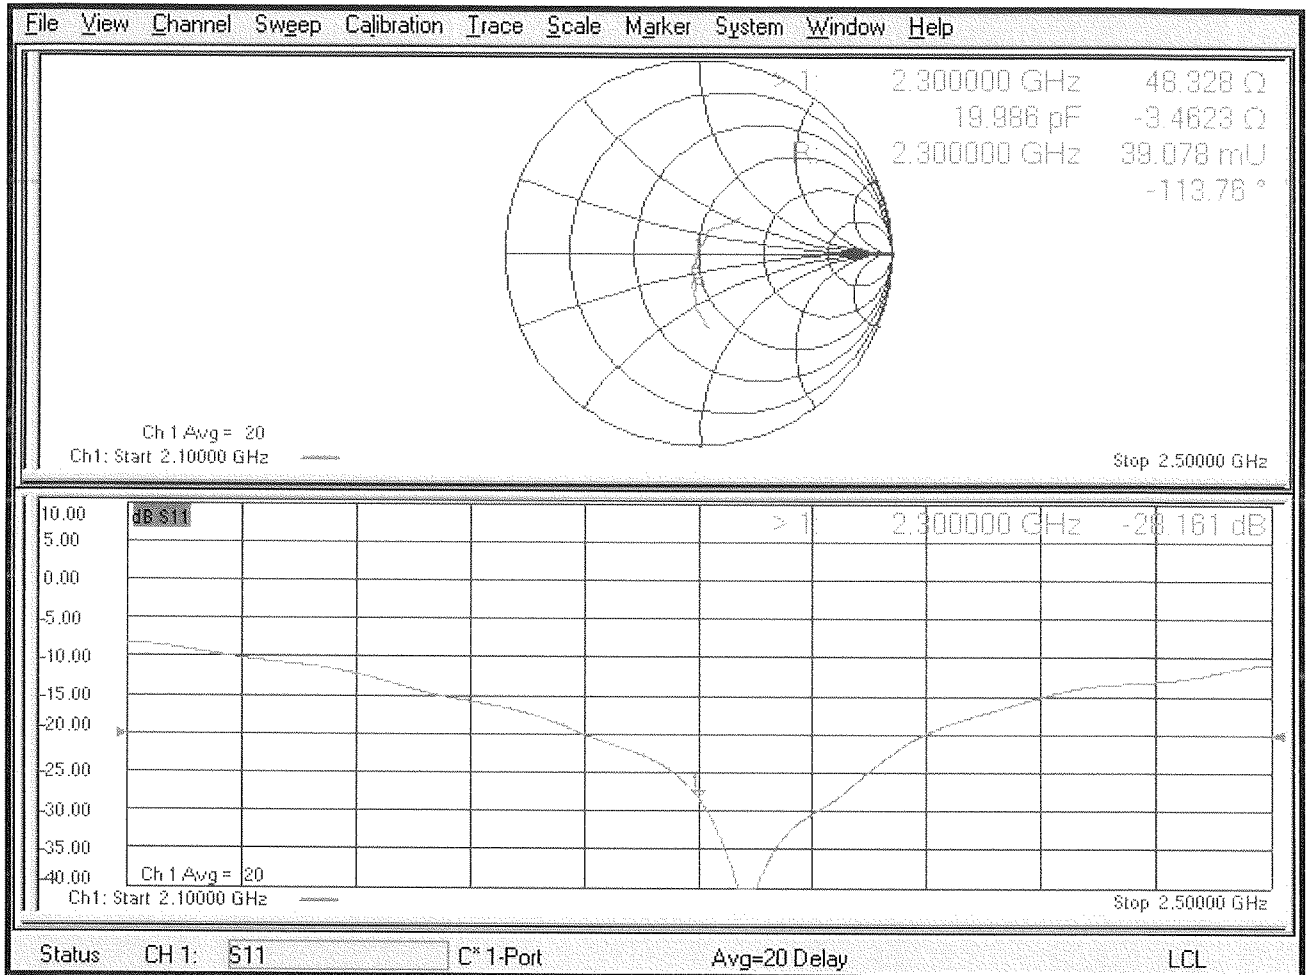 File View Channel Sweep Calibration Trace Scale Marker System Window Help
> 1: 2.300000 GHz 48.328 Ω
19.986 pF -3.4623 Ω
R: 2.300000 GHz 39.078 mU
-113.76 °
Ch 1 Avg = 20
Ch1: Start 2.10000 GHz Stop 2.50000 GHz
10.00 dB S11 > 1: 2.300000 GHz -28.161 dB
5.00
0.00
-5.00
-10.00
-15.00
-20.00
-25.00
-30.00
-35.00
-40.00 Ch 1 Avg = 20
Ch1: Start 2.10000 GHz Stop 2.50000 GHz
Status CH 1: S11 C* 1-Port Avg=20 Delay LCL